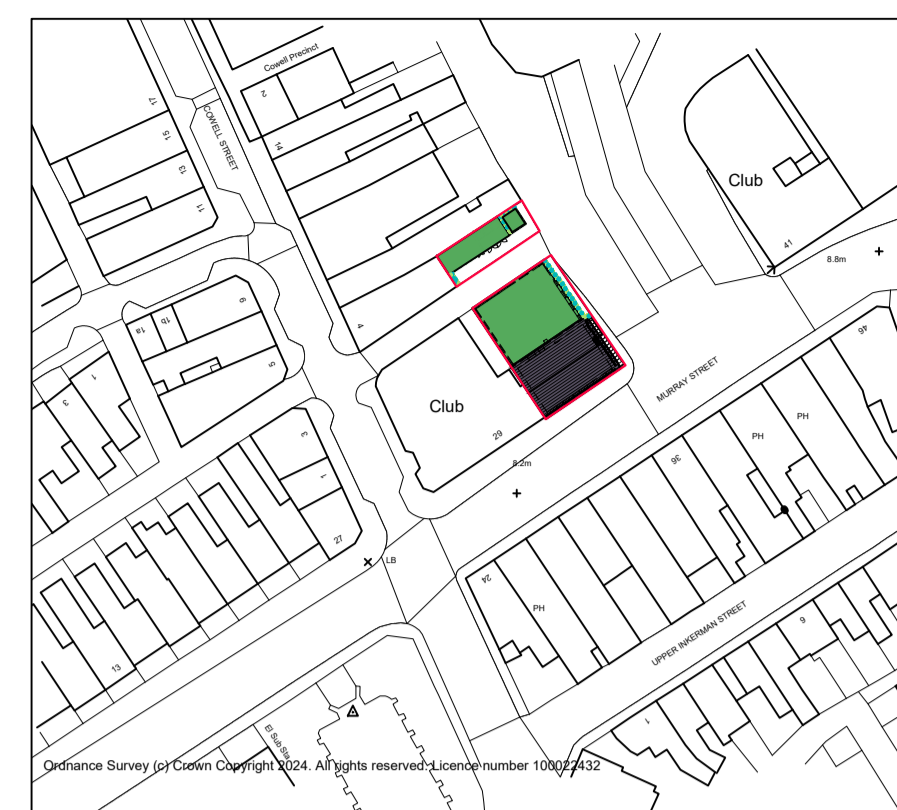 Cowell Precinct
2
17
COWELL STREET
15
14
13
11
Club
41
8.8m
9
1b
1a
4
5
1
3
46
MURRAY STREET
Club
PH
PH
29
36
8.2m
3
1
27
LB
24
PH
UPPER INKERMAN STREET
9
13
1
El Sub Sta
Ordnance Survey (c) Crown Copyright 2024. All rights reserved. Licence number 100022432